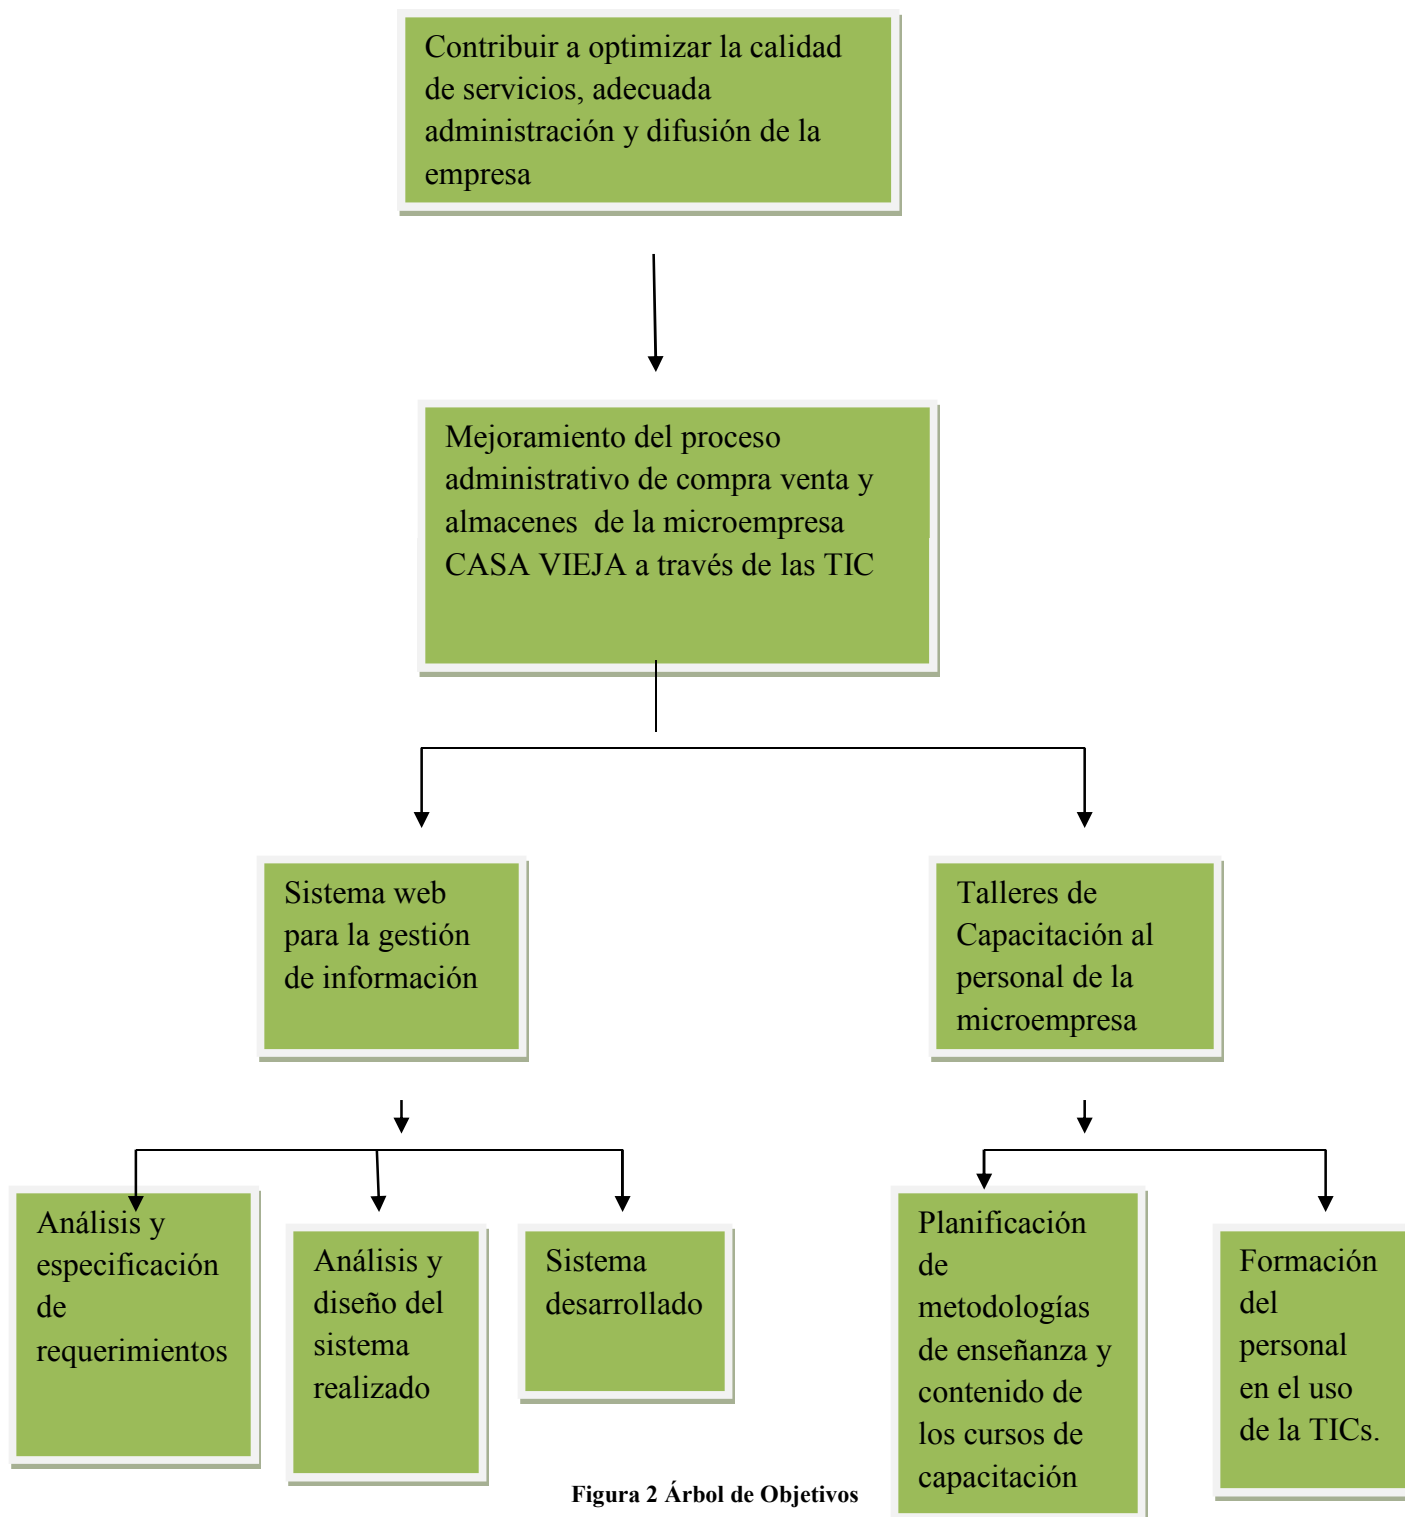 Contribuir a optimizar la calidad
de servicios, adecuada
administración y difusión de la
empresa
Mejoramiento del proceso
administrativo de compra venta y
almacenes de la microempresa
CASA VIEJA a través de las TIC
Sistema web
para la gestión
de información
Talleres de
Capacitación al
personal de la
microempresa
Análisis y
especificación
de
requerimientos
Análisis y
diseño del
sistema
realizado
Sistema
desarrollado
Planificación
de
metodologías
de enseñanza y
contenido de
los cursos de
capacitación
Formación
del
personal
en el uso
de la TICs.
Figura 2 Árbol de Objetivos